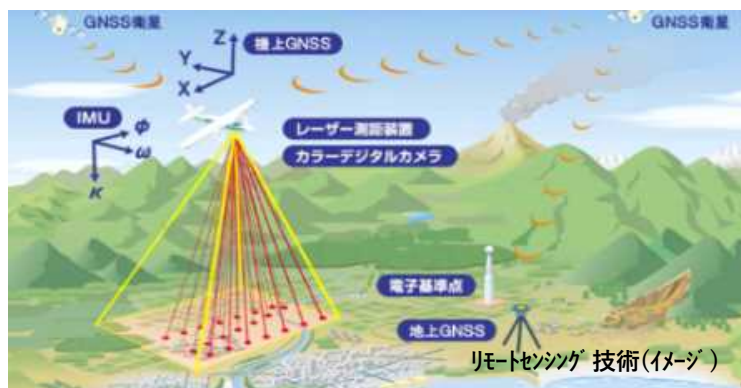 GNSS衛星
GNSS衛星
Z
機上GNSS
Y
X
IMU
φ
ω
κ
レーザー測距装置
カラーデジタルカメラ
電子基準点
地上GNSS
リモートセンシング技術(イメージ)